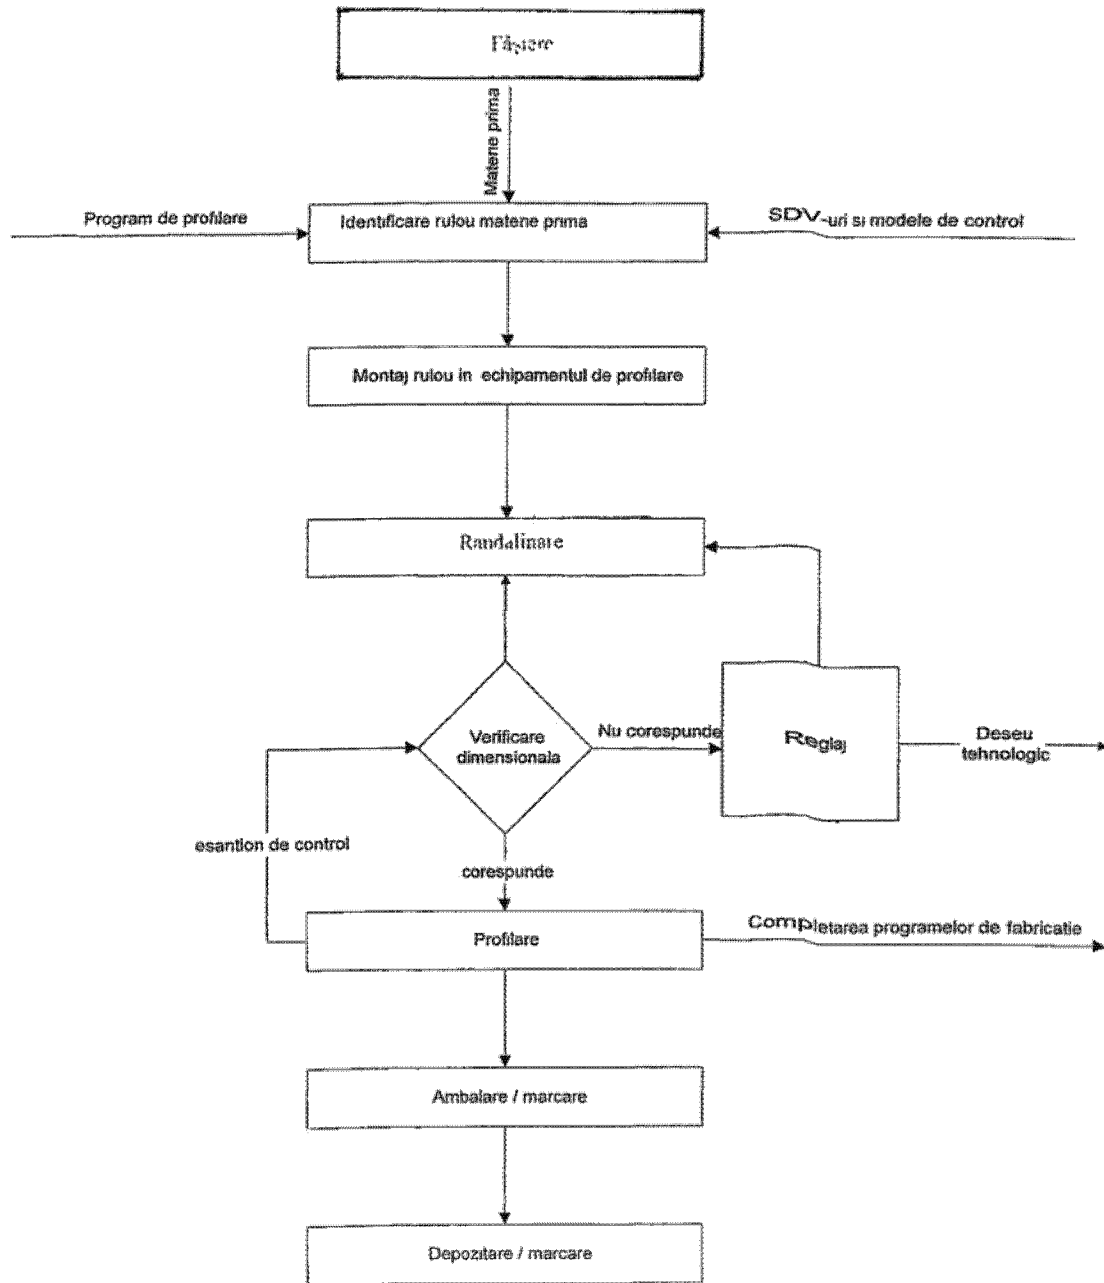 Fâșiere
Materie prima
Program de profilare
SDV-uri si modele de control
Identificare rulou materie prima
Montaj rulou in echipamentul de profilare
Randalinare
Verificare
dimensionala
Nu corespunde
Reglaj
Deseu
tehnologic
esantion de control
corespunde
Profilare
Completarea programelor de fabricatie
Ambalare / marcare
Depozitare / marcare